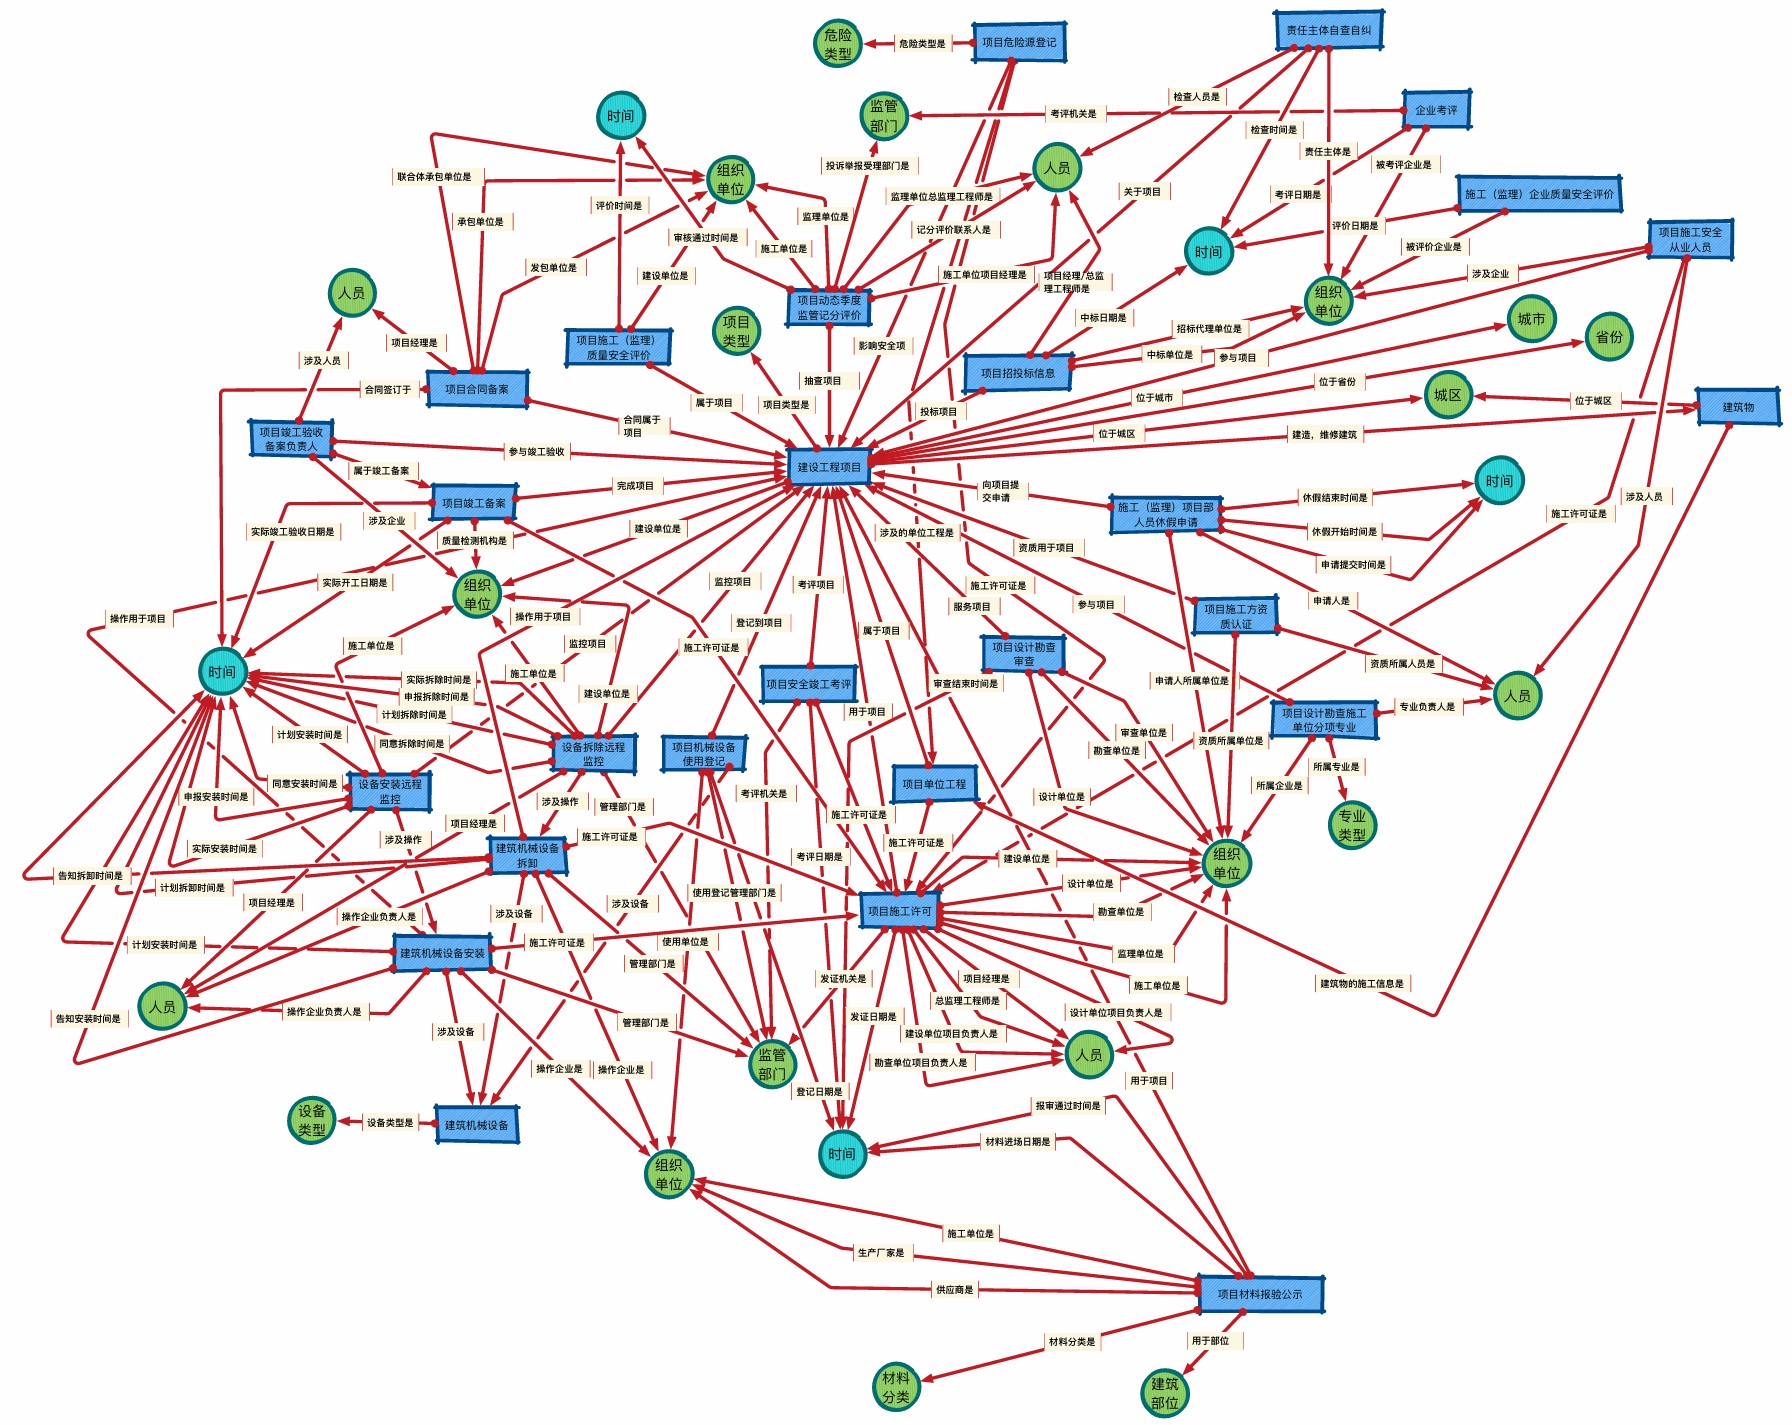 危险
类型
危险类型是
项目危险源登记
责任主体自查自纠
时间
监管
部门
考评机关是
检查人员是
企业考评
检查时间是
责任主体是
联合体承包单位是
组织
单位
投诉举报受理部门是
人员
被考评企业是
承包单位是
评价时间是
监理单位是
监理单位总监理工程师是
关于项目
考评日期是
施工（监理）企业质量安全评价
审核通过时间是
施工单位是
记分评价联系人是
评价日期是
被评价企业是
项目施工安全
从业人员
发包单位是
建设单位是
施工单位项目经理是
项目经理/总监
理工程师是
时间
涉及企业
人员
项目动态季度
监管记分评价
中标日期是
组织
单位
城市
省份
项目经理是
项目施工（监理）
质量安全评价
项目
类型
影响安全项
招标代理单位是
中标单位是
参与项目
涉及人员
项目合同备案
合同签订于
抽查项目
项目招投标信息
位于省份
城区
位于城区
建筑物
属于项目
项目类型是
投标项目
位于城市
项目竣工验收
备案负责人
合同属于
项目
参与竣工验收
位于城区
建造，维修建筑
属于竣工备案
建设工程项目
项目竣工备案
完成项目
向项目提
交申请
施工（监理）项目部
人员休假申请
休假结束时间是
时间
涉及人员
施工许可证是
实际竣工验收日期是
涉及企业
质量检测机构是
建设单位是
涉及的单位工程是
资质用于项目
休假开始时间是
申请提交时间是
实际开工日期是
组织
单位
监控项目
考评项目
施工许可证是
服务项目
参与项目
申请人是
项目施工方资
质认证
操作用于项目
操作用于项目
登记到项目
属于项目
施工单位是
监控项目
施工许可证是
项目设计勘查
审查
资质所属人员是
时间
实际拆除时间是
施工单位是
申报拆除时间是
建设单位是
项目安全竣工考评
审查结束时间是
申请人所属单位是
人员
计划拆除时间是
用于项目
项目设计勘查施工
单位分项专业
专业负责人是
计划安装时间是
同意拆除时间是
设备拆除远程
监控
项目机械设备
使用登记
审查单位是
勘查单位是
资质所属单位是
同意安装时间是
设备安装远程
监控
项目单位工程
所属企业是
所属专业是
申报安装时间是
涉及操作
管理部门是
考评机关是
设计单位是
项目经理是
施工许可证是
专业
类型
涉及操作
施工许可证是
施工许可证是
实际安装时间是
建筑机械设备
拆卸
考评日期是
建设单位是
组织
单位
告知拆卸时间是
计划拆卸时间是
使用登记管理部门是
设计单位是
项目经理是
操作企业负责人是
涉及设备
涉及设备
项目施工许可
勘查单位是
计划安装时间是
建筑机械设备安装
施工许可证是
使用单位是
监理单位是
管理部门是
发证机关是
项目经理是
施工单位是
建筑物的施工信息是
人员
操作企业负责人是
总监理工程师是
设计单位项目负责人是
告知安装时间是
涉及设备
管理部门是
发证日期是
建设单位项目负责人是
监管
部门
勘查单位项目负责人是
人员
操作企业是
操作企业是
登记日期是
用于项目
设备
类型
设备类型是
建筑机械设备
报审通过时间是
时间
材料进场日期是
组织
单位
施工单位是
生产厂家是
供应商是
项目材料报验公示
材料分类是
用于部位
材料
分类
建筑
部位